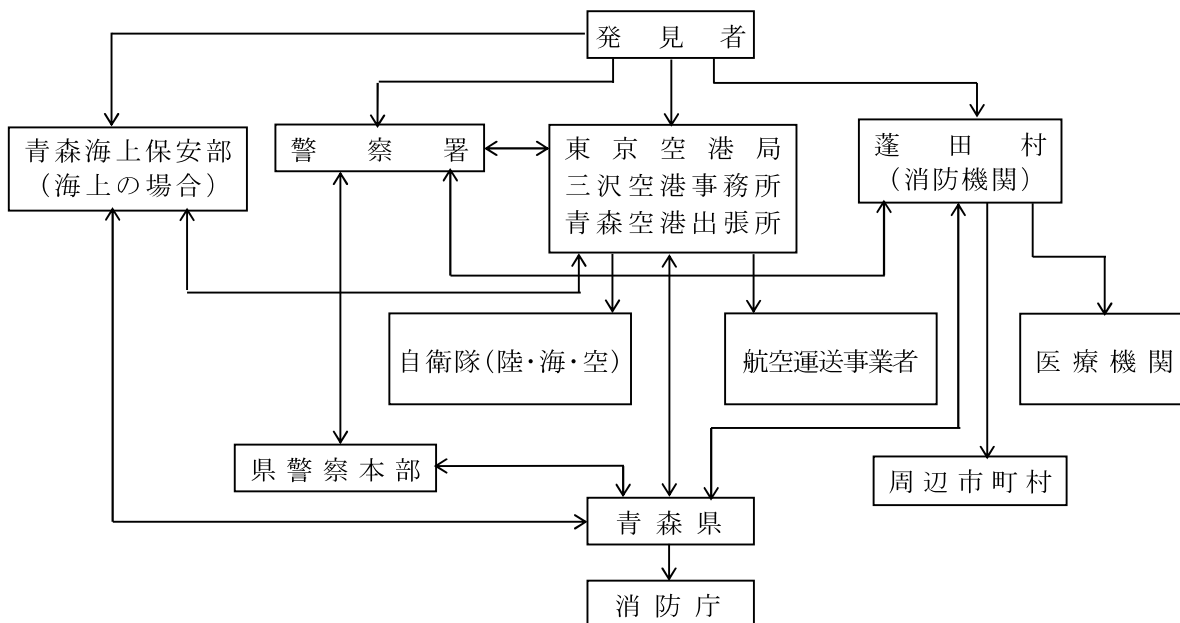 発見者
青森海上保安部
（海上の場合）
警察署
東京空港局
三沢空港事務所
青森空港出張所
蓬田村
（消防機関）
自衛隊（陸・海・空）
航空運送事業者
医療機関
県警察本部
周辺市町村
青森県
消防庁